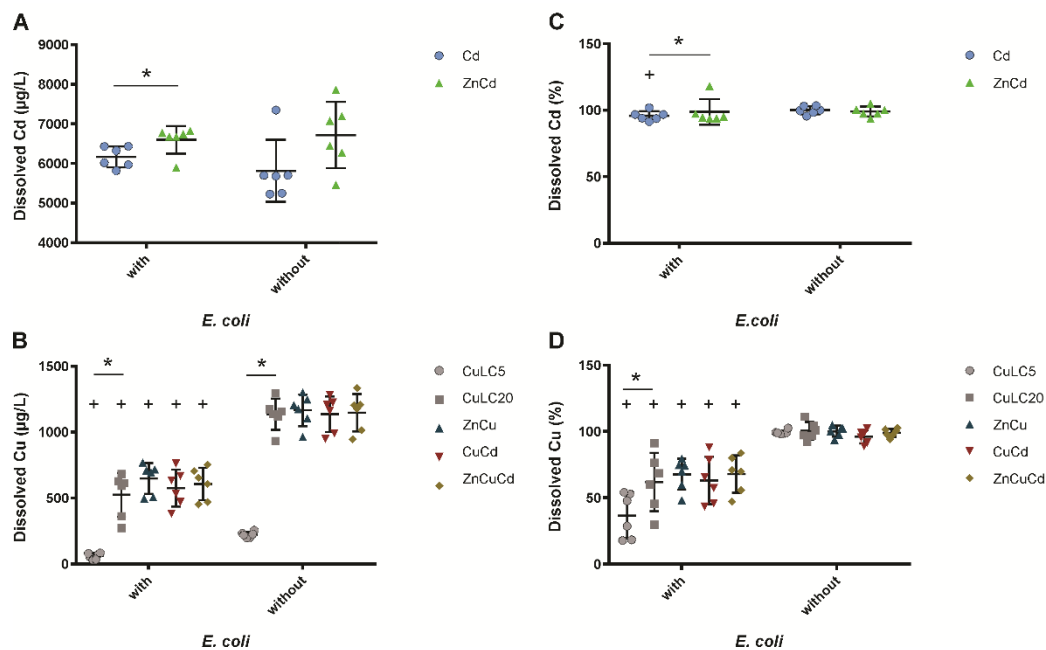 A
Dissolved Cd (µg/L)
9000
8000
7000
6000
5000
4000
*
with
without
E. coli
Cd
ZnCd
C
Dissolved Cd (%)
150
100
50
0
*
+
with
without
E.coli
Cd
ZnCd
B
Dissolved Cu (µg/L)
1500
1000
500
0
*
*
+ + + + +
with
without
E. coli
CuLC5
CuLC20
ZnCu
CuCd
ZnCuCd
D
Dissolved Cu (%)
150
100
50
0
*
+ + + + +
with
without
E. coli
CuLC5
CuLC20
ZnCu
CuCd
ZnCuCd